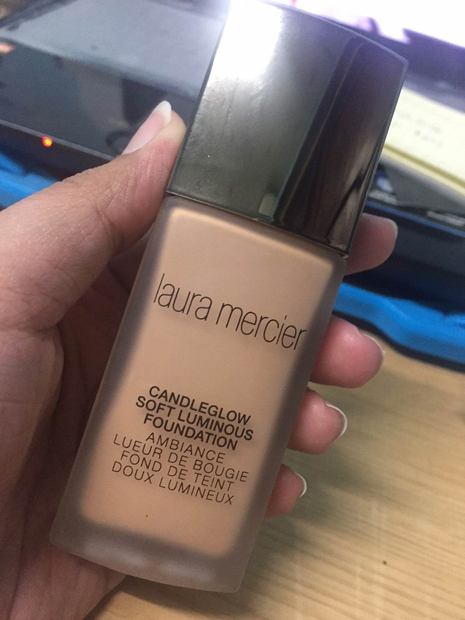 laura mercier
CANDLEGLOW
SOFT LUMINOUS
FOUNDATION
AMBIANCE
LUEUR DE BOUGIE
FOND DE TEINT
DOUX LUMINEUX